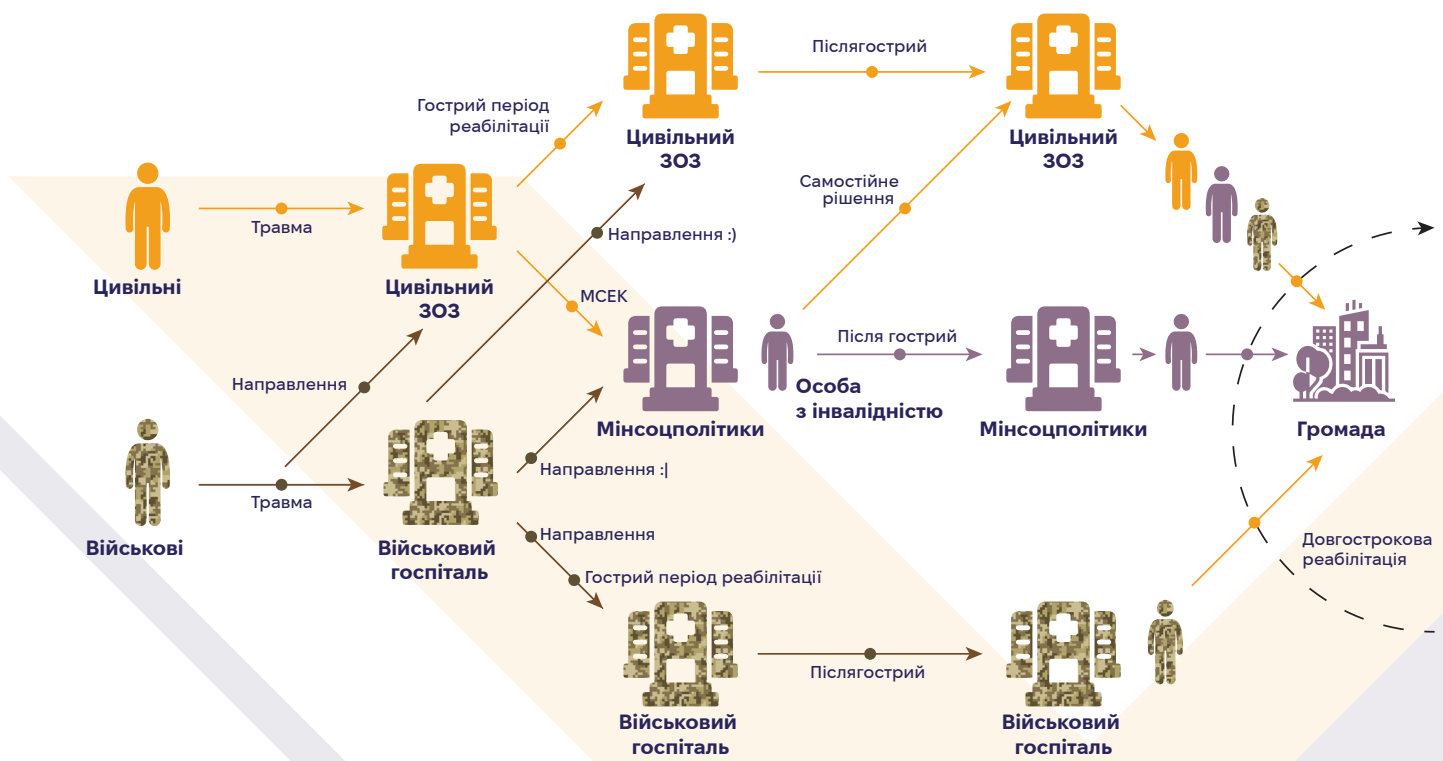 Післягострий
Гострий період
реабілітації
Цивільний
ЗОЗ
Цивільний
ЗОЗ
Самостійне
рішення
Травма
Направлення :)
Цивільні
Цивільний
ЗОЗ
МСЕК
Після гострий
Направлення
Особа
з інвалідністю
Мінсоцполітики
Мінсоцполітики
Громада
Направлення :|
Травма
Військові
Військовий
госпіталь
Направлення
Довгострокова
реабілітація
Гострий період реабілітації
Післягострий
Військовий
госпіталь
Військовий
госпіталь